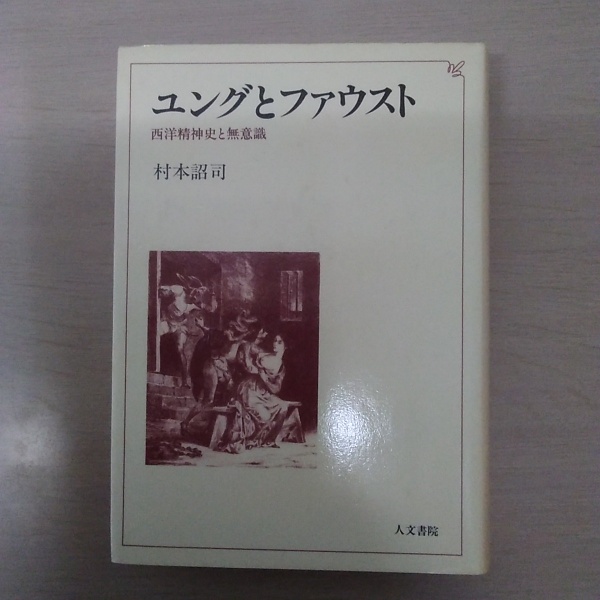 ユングとファウスト
西洋精神史と無意識
村本詔司
人文書院